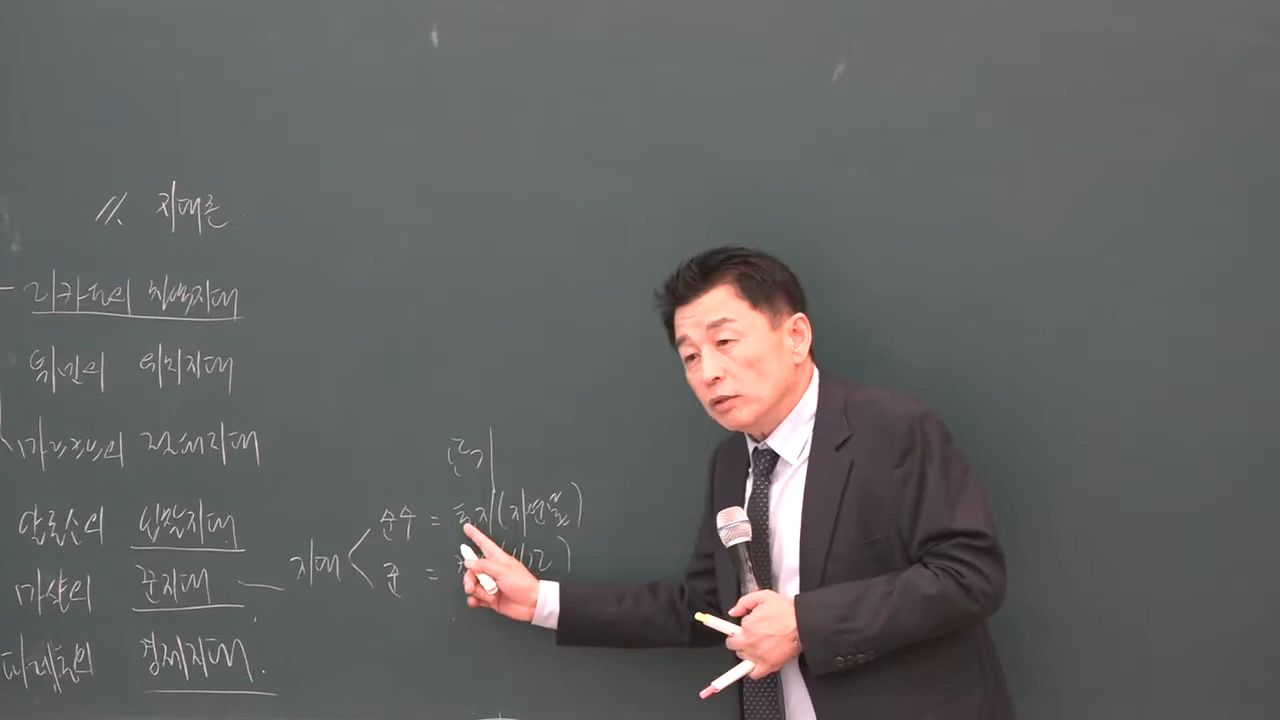 // 지대론
리카도의 차액지대
튀넨의 위치지대
마르크스의 절대지대
알론소의 입찰지대
마샬의 준지대
파레토의 경제지대.
지대 < 순수 = 토지(자연물)
준 =
단기